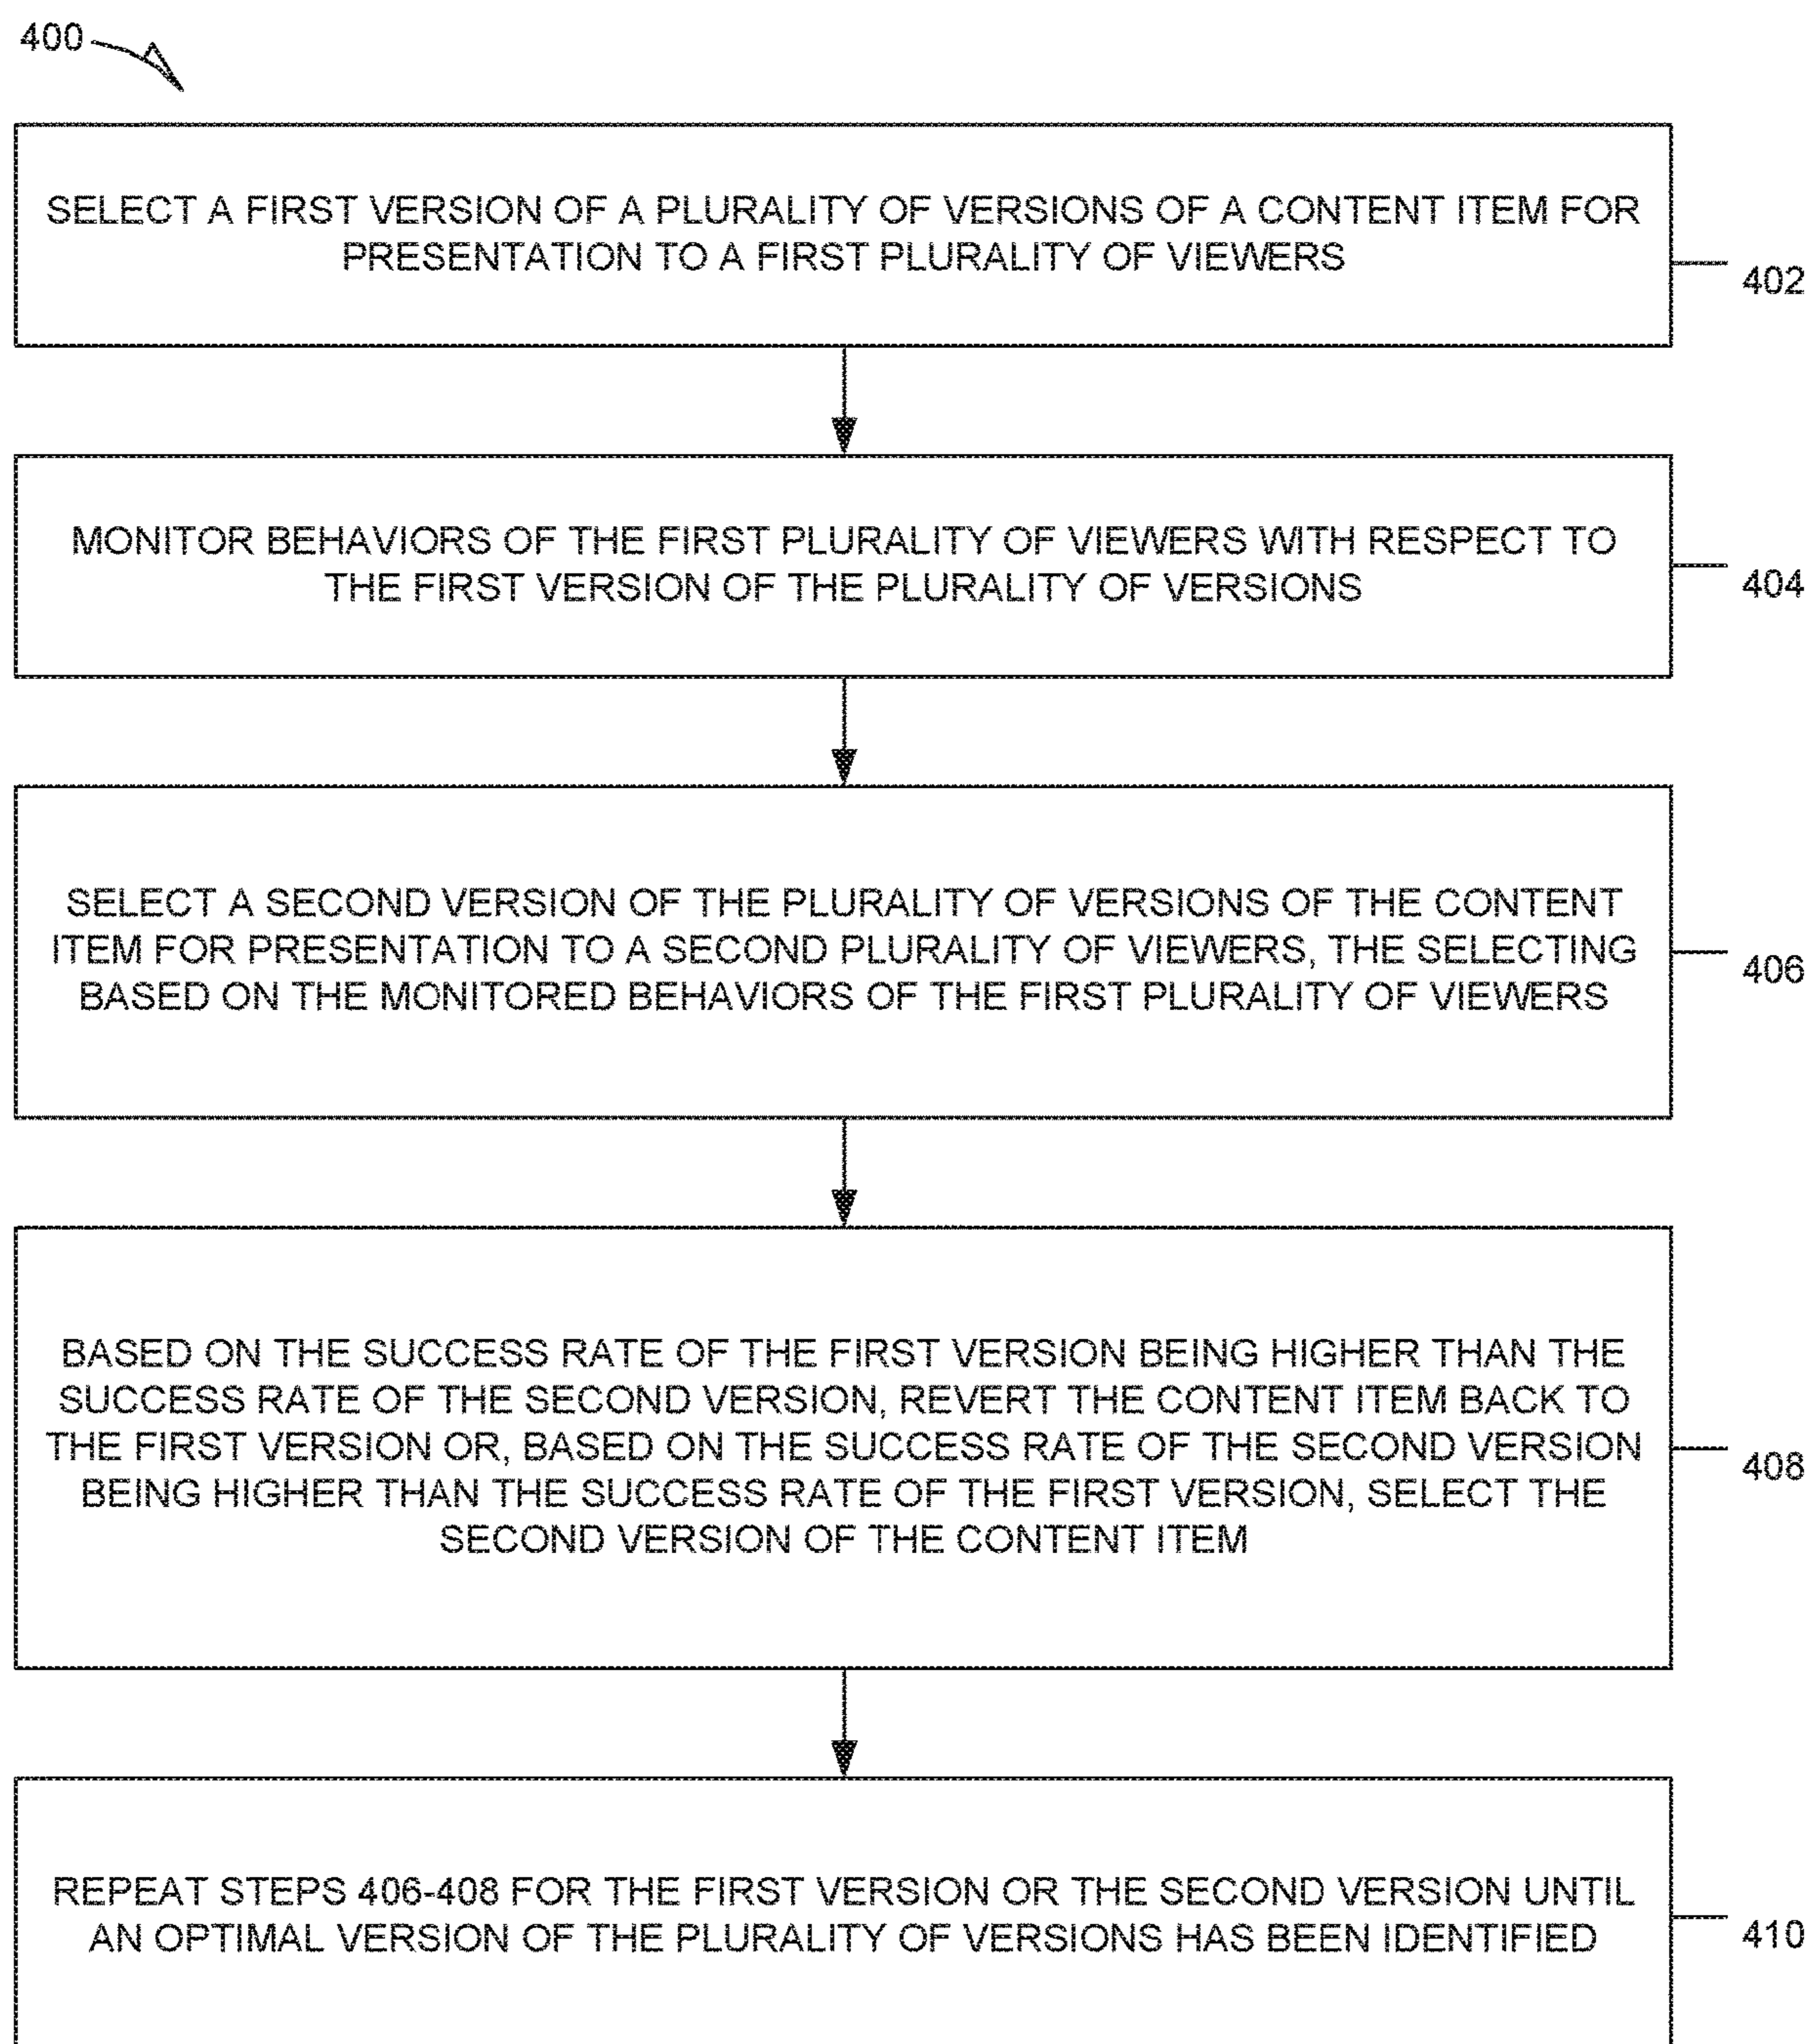 400
SELECT A FIRST VERSION OF A PLURALITY OF VERSIONS OF A CONTENT ITEM FOR
PRESENTATION TO A FIRST PLURALITY OF VIEWERS
402
MONITOR BEHAVIORS OF THE FIRST PLURALITY OF VIEWERS WITH RESPECT TO
THE FIRST VERSION OF THE PLURALITY OF VERSIONS
404
SELECT A SECOND VERSION OF THE PLURALITY OF VERSIONS OF THE CONTENT
ITEM FOR PRESENTATION TO A SECOND PLURALITY OF VIEWERS, THE SELECTING
BASED ON THE MONITORED BEHAVIORS OF THE FIRST PLURALITY OF VIEWERS
406
BASED ON THE SUCCESS RATE OF THE FIRST VERSION BEING HIGHER THAN THE
SUCCESS RATE OF THE SECOND VERSION, REVERT THE CONTENT ITEM BACK TO
THE FIRST VERSION OR, BASED ON THE SUCCESS RATE OF THE SECOND VERSION
BEING HIGHER THAN THE SUCCESS RATE OF THE FIRST VERSION, SELECT THE
SECOND VERSION OF THE CONTENT ITEM
408
REPEAT STEPS 406-408 FOR THE FIRST VERSION OR THE SECOND VERSION UNTIL
AN OPTIMAL VERSION OF THE PLURALITY OF VERSIONS HAS BEEN IDENTIFIED
410